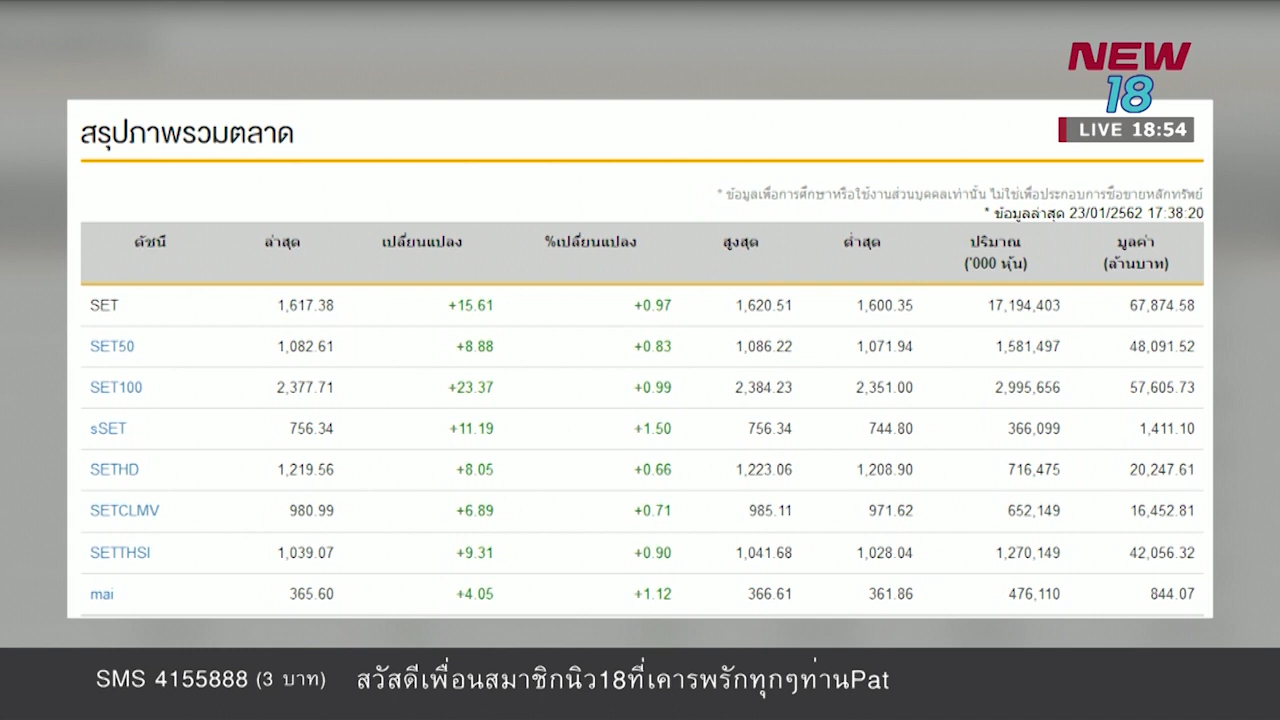 NEW
18
LIVE 18:54
สรุปภาพรวมตลาด
* ข้อมูลเพื่อการศึกษาหรือใช้งานส่วนบุคคลเท่านั้น ไม่ใช่เพื่อประกอบการซื้อขายหลักทรัพย์
* ข้อมูลล่าสุด 23/01/2562 17:38:20
ดัชนี ล่าสุด เปลี่ยนแปลง %เปลี่ยนแปลง สูงสุด ต่ำสุด ปริมาณ มูลค่า
('000 หุ้น) (ล้านบาท)
SET 1,617.38 +15.61 +0.97 1,620.51 1,600.35 17,194,403 67,874.58
SET50 1,082.61 +8.88 +0.83 1,086.22 1,071.94 1,581,497 48,091.52
SET100 2,377.71 +23.37 +0.99 2,384.23 2,351.00 2,995,656 57,605.73
sSET 756.34 +11.19 +1.50 756.34 744.80 366,099 1,411.10
SETHD 1,219.56 +8.05 +0.66 1,223.06 1,208.90 716,475 20,247.61
SETCLMV 980.99 +6.89 +0.71 985.11 971.62 652,149 16,452.81
SETTHSI 1,039.07 +9.31 +0.90 1,041.68 1,028.04 1,270,149 42,056.32
mai 365.60 +4.05 +1.12 366.61 361.86 476,110 844.07
SMS 4155888 (3 บาท) สวัสดีเพื่อนสมาชิกนิว18ที่เคารพรักทุกๆท่านPat